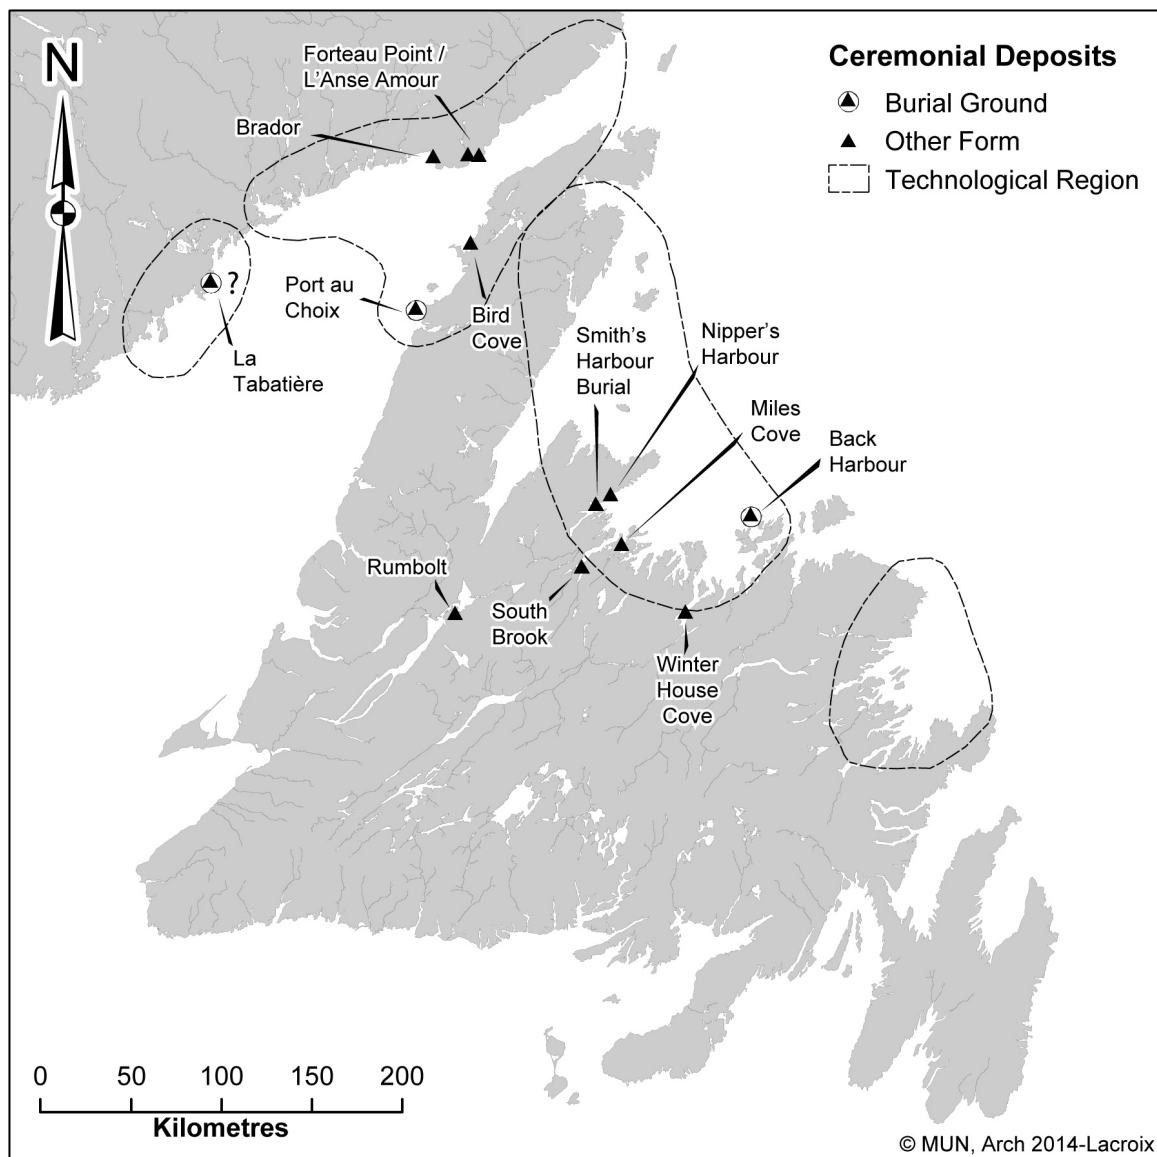 N
Forteau Point /
L'Anse Amour
Brador
Ceremonial Deposits
Burial Ground
Other Form
Technological Region
?
La
Tabatière
Port au
Choix
Bird
Cove
Smith's
Harbour
Burial
Nipper's
Harbour
Miles
Cove
Back
Harbour
Rumbolt
South
Brook
Winter
House
Cove
0 50 100 150 200
Kilometres
© MUN, Arch 2014-Lacroix